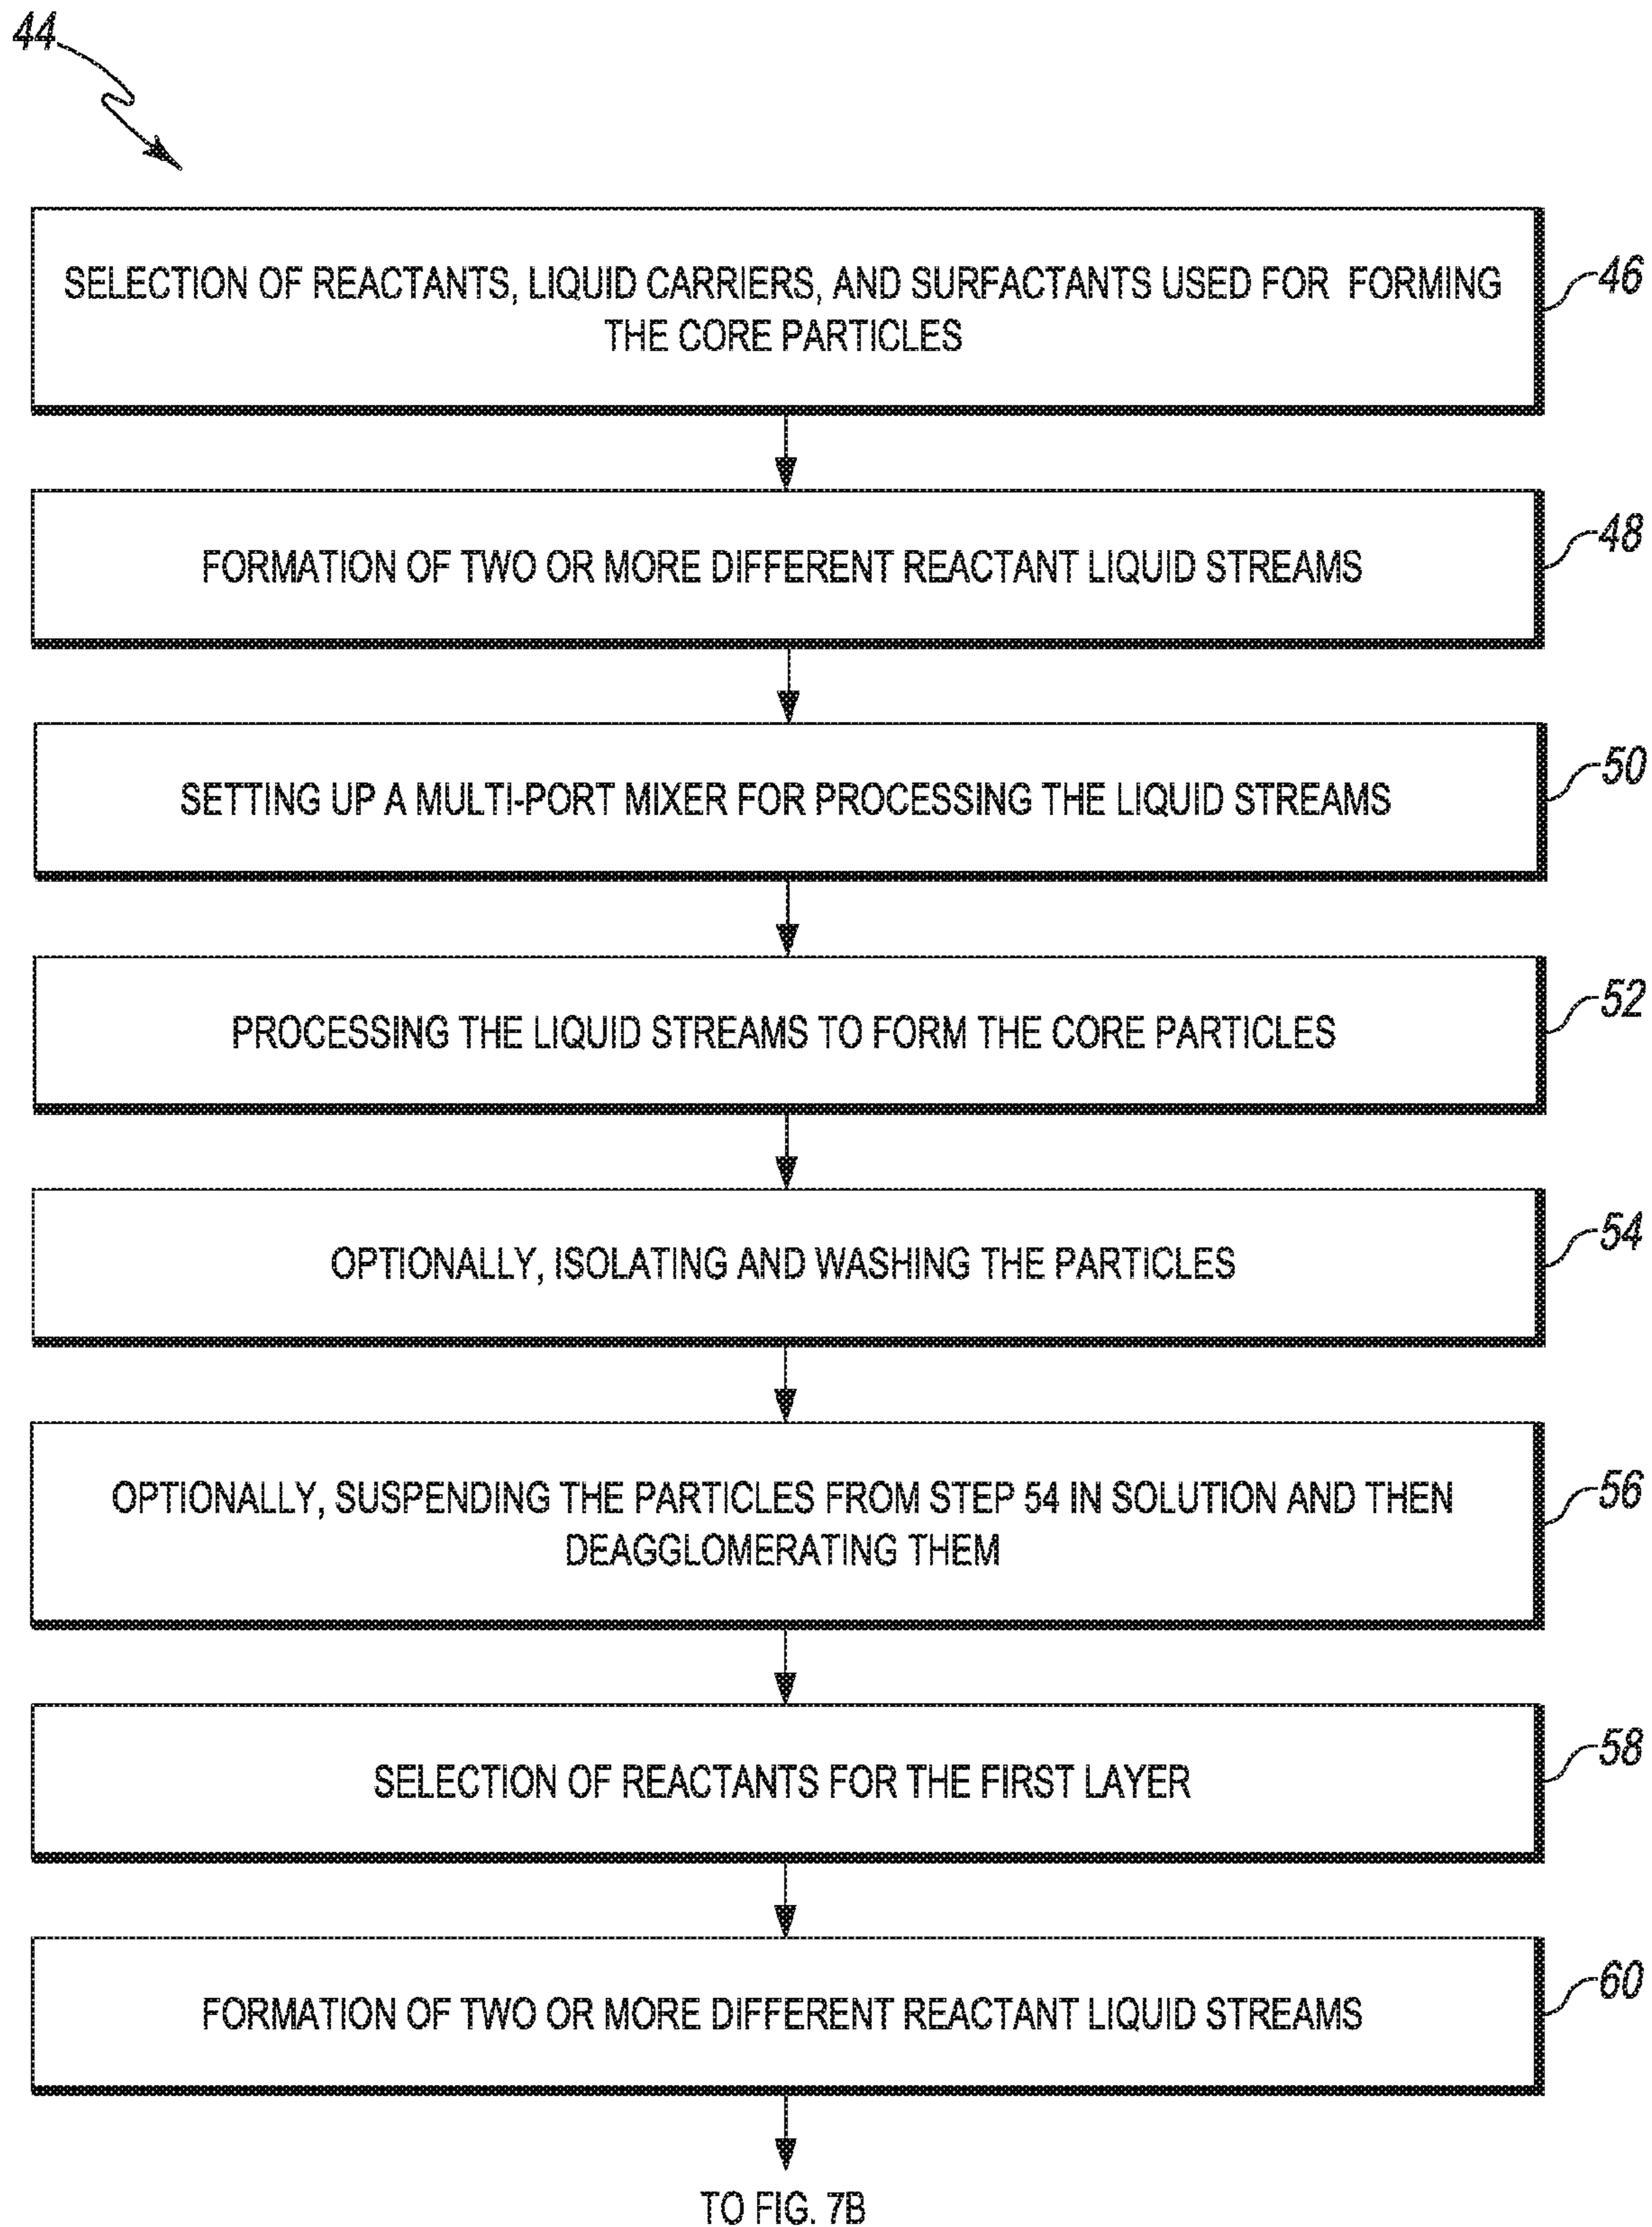 44
SELECTION OF REACTANTS, LIQUID CARRIERS, AND SURFACTANTS USED FOR FORMING
THE CORE PARTICLES
46
FORMATION OF TWO OR MORE DIFFERENT REACTANT LIQUID STREAMS
48
SETTING UP A MULTI-PORT MIXER FOR PROCESSING THE LIQUID STREAMS
50
PROCESSING THE LIQUID STREAMS TO FORM THE CORE PARTICLES
52
OPTIONALLY, ISOLATING AND WASHING THE PARTICLES
54
OPTIONALLY, SUSPENDING THE PARTICLES FROM STEP 54 IN SOLUTION AND THEN
DEAGGLOMERATING THEM
56
SELECTION OF REACTANTS FOR THE FIRST LAYER
58
FORMATION OF TWO OR MORE DIFFERENT REACTANT LIQUID STREAMS
60
TO FIG. 7B